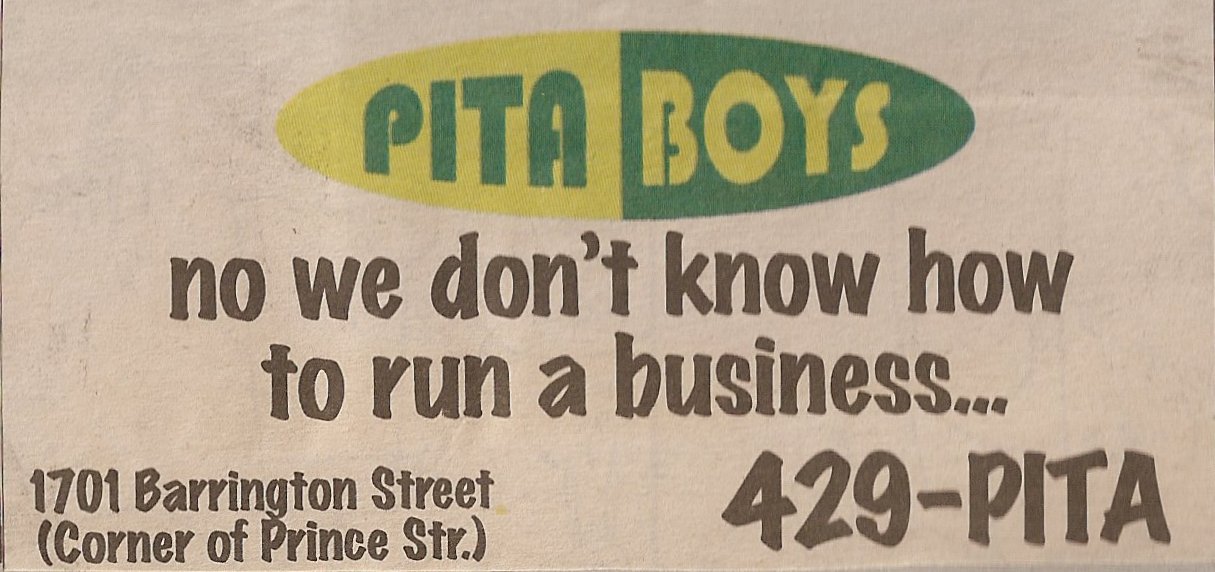 PITA BOYS
no we don't know how
to run a business...
1701 Barrington Street
(Corner of Prince Str.)
429-PITA